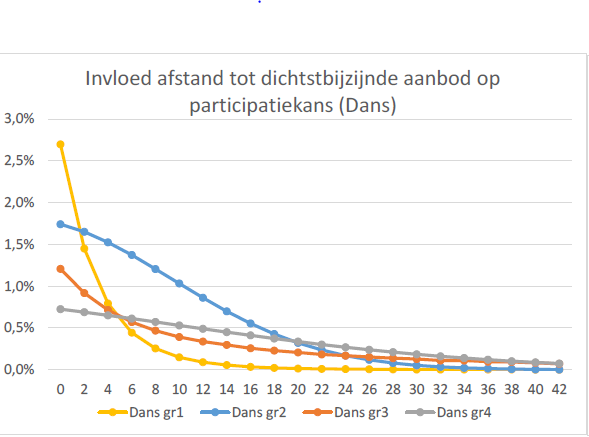 Invloed afstand tot dichtstbijzijnde aanbod op
participatiekans (Dans)
3,0%
2,5%
2,0%
1,5%
1,0%
0,5%
0,0%
0 2 4 6 8 10 12 14 16 18 20 22 24 26 28 30 32 34 36 38 40 42
Dans gr1 Dans gr2 Dans gr3 Dans gr4